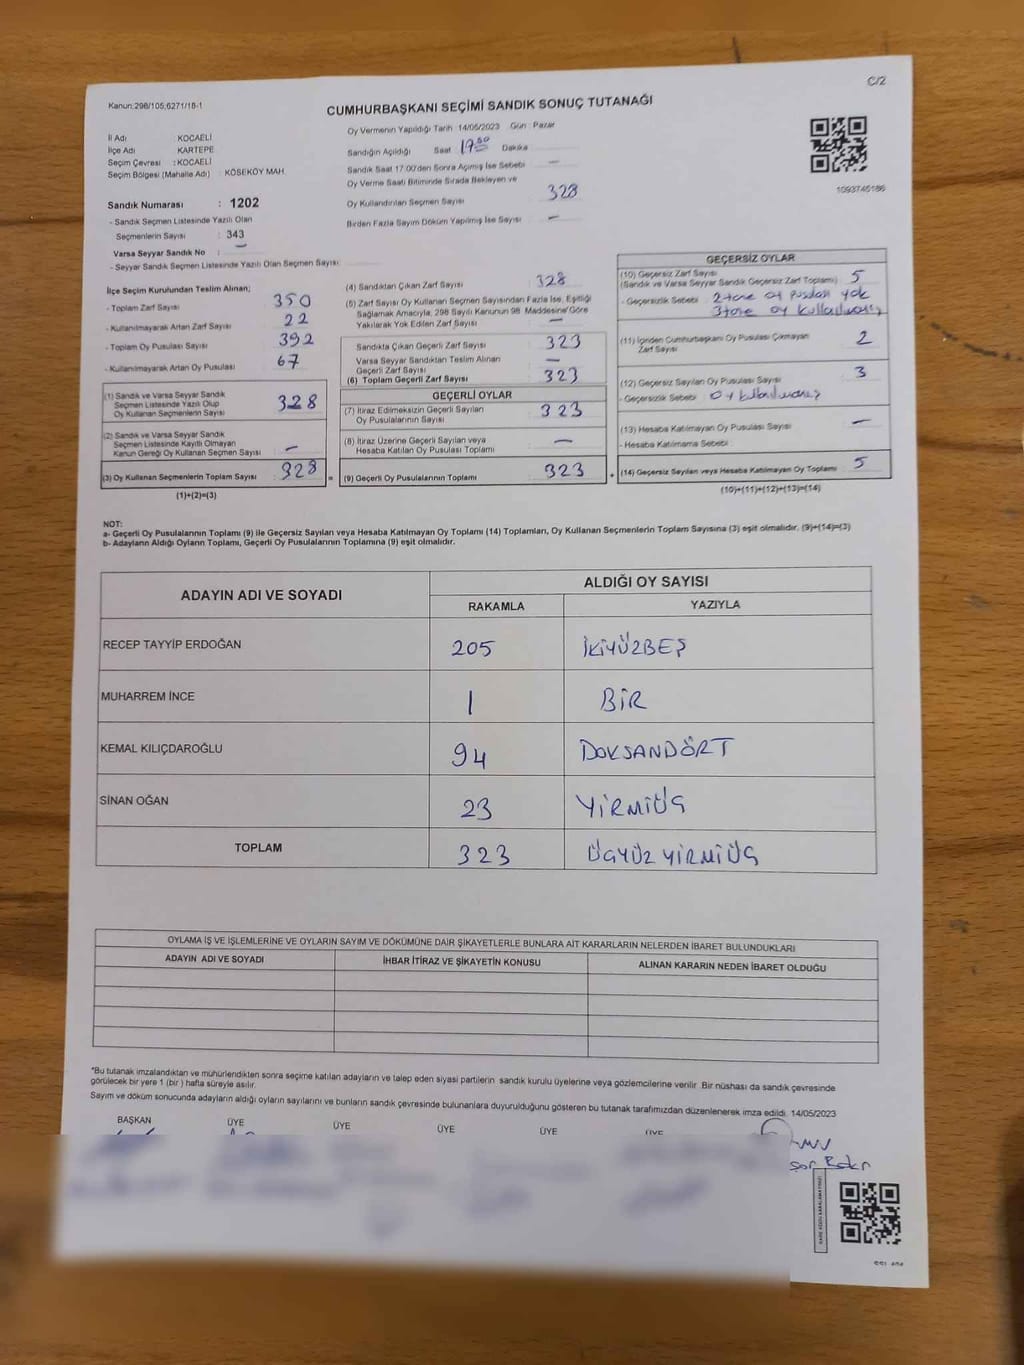 C/2
Kanun:298/105;6271/18-1
CUMHURBAŞKANI SEÇİMİ SANDIK SONUÇ TUTANAĞI
İl Adı KOCAELİ
İlçe Adı KARTEPE
Seçim Çevresi : KOCAELİ
Seçim Bölgesi (Mahalle Adı) : KÖSEKÖY MAH.
Sandık Numarası : 1202
- Sandık Seçmen Listesinde Yazılı Olan
Seçmenlerin Sayısı : 343
Varsa Seyyar Sandık No : —
- Seyyar Sandık Seçmen Listesinde Yazılı Olan Seçmen Sayısı:
Oy Vermenin Yapıldığı Tarih 14/05/2023 Gün : Pazar
Sandığın Açıldığı Saat Dakika
Sandık Saat 17.00'den Sonra Açımış İse Sebebi —
Oy Verme Saati Bitiminde Sırada Bekleyen ve
Oy Kullandırılan Seçmen Sayısı 328
Birden Fazla Sayım Döküm Yapılmış İse Sayısı —
1093745186
İlçe Seçim Kurulundan Teslim Alınan;
- Toplam Zarf Sayısı 350
- Kullanılmayarak Artan Zarf Sayısı 22
- Toplam Oy Pusulası Sayısı 392
- Kullanılmayarak Artan Oy Pusulası 67
(1) Sandık ve Varsa Seyyar Sandık
Seçmen Listesinde Yazılı Olup
Oy Kullanan Seçmenlerin Sayısı 328
(2) Sandık ve Varsa Seyyar Sandık
Seçmen Listesinde Kayıtlı Olmayan
Kanun Gereği Oy Kullanan Seçmen Sayısı —
(3) Oy Kullanan Seçmenlerin Toplam Sayısı 328 =
(1)+(2)=(3)
(4) Sandıktan Çıkan Zarf Sayısı 328
(5) Zarf Sayısı Oy Kullanan Seçmen Sayısından Fazla İse, Eşitliği
Sağlamak Amacıyla, 298 Sayılı Kanunun 98. Maddesine Göre
Yakılarak Yok Edilen Zarf Sayısı —
Sandıkta Çıkan Geçerli Zarf Sayısı 323
Varsa Seyyar Sandıktan Teslim Alınan
Geçerli Zarf Sayısı —
(6) Toplam Geçerli Zarf Sayısı 323
GEÇERLİ OYLAR
(7) İtiraz Edilmeksizin Geçerli Sayılan
Oy Pusulalarının Sayısı 323
(8) İtiraz Üzerine Geçerli Sayılan veya
Hesaba Katılan Oy Pusulası Toplamı —
(9) Geçerli Oy Pusulalarının Toplamı 323 +
GEÇERSİZ OYLAR
(10) Geçersiz Zarf Sayısı
(Sandık ve Varsa Seyyar Sandık Geçersiz Zarf Toplamı) 5
- Geçersizlik Sebebi : 2 tane oy pusulası yok
3 tane oy kullanılmamış
(11) İçinden Cumhurbaşkanı Oy Pusulası Çıkmayan
Zarf Sayısı 2
(12) Geçersiz Sayılan Oy Pusulası Sayısı 3
- Geçersizlik Sebebi : oy kullanılmamış
(13) Hesaba Katılmayan Oy Pusulası Sayısı —
- Hesaba Katılmama Sebebi :
(14) Geçersiz Sayılan veya Hesaba Katılmayan Oy Toplamı 5
(10)+(11)+(12)+(13)=(14)
NOT:
a- Geçerli Oy Pusulalarının Toplamı (9) ile Geçersiz Sayılan veya Hesaba Katılmayan Oy Toplamı (14) Toplamları, Oy Kullanan Seçmenlerin Toplam Sayısına (3) eşit olmalıdır. (9)+(14)=(3)
b- Adayların Aldığı Oyların Toplamı, Geçerli Oy Pusulalarının Toplamına (9) eşit olmalıdır.
ADAYIN ADI VE SOYADI ALDIĞI OY SAYISI
RAKAMLA YAZIYLA
RECEP TAYYİP ERDOĞAN 205 İKİYÜZBEŞ
MUHARREM İNCE 1 BİR
KEMAL KILIÇDAROĞLU 94 DOKSANDÖRT
SİNAN OĞAN 23 YİRMİÜÇ
TOPLAM 323 ÜÇYÜZ YİRMİÜÇ
OYLAMA İŞ VE İŞLEMLERİNE VE OYLARIN SAYIM VE DÖKÜMÜNE DAİR ŞİKAYETLERLE BUNLARA AİT KARARLARIN NELERDEN İBARET BULUNDUKLARI
ADAYIN ADI VE SOYADI İHBAR İTİRAZ VE ŞİKAYETİN KONUSU ALINAN KARARIN NEDEN İBARET OLDUĞU
*Bu tutanak imzalandıktan ve mühürlendikten sonra seçime katılan adayların ve talep eden siyasi partilerin sandık kurulu üyelerine veya gözlemcilerine verilir. Bir nüshası da sandık çevresinde
görülecek bir yere 1 (bir ) hafta süreyle asılır.
Sayım ve döküm sonucunda adayların aldığı oyların sayılarını ve bunların sandık çevresinde bulunanlara duyurulduğunu gösteren bu tutanak tarafımızdan düzenlenerek imza edildi. 14/05/2023
BAŞKAN ÜYE ÜYE ÜYE ÜYE ÜYE